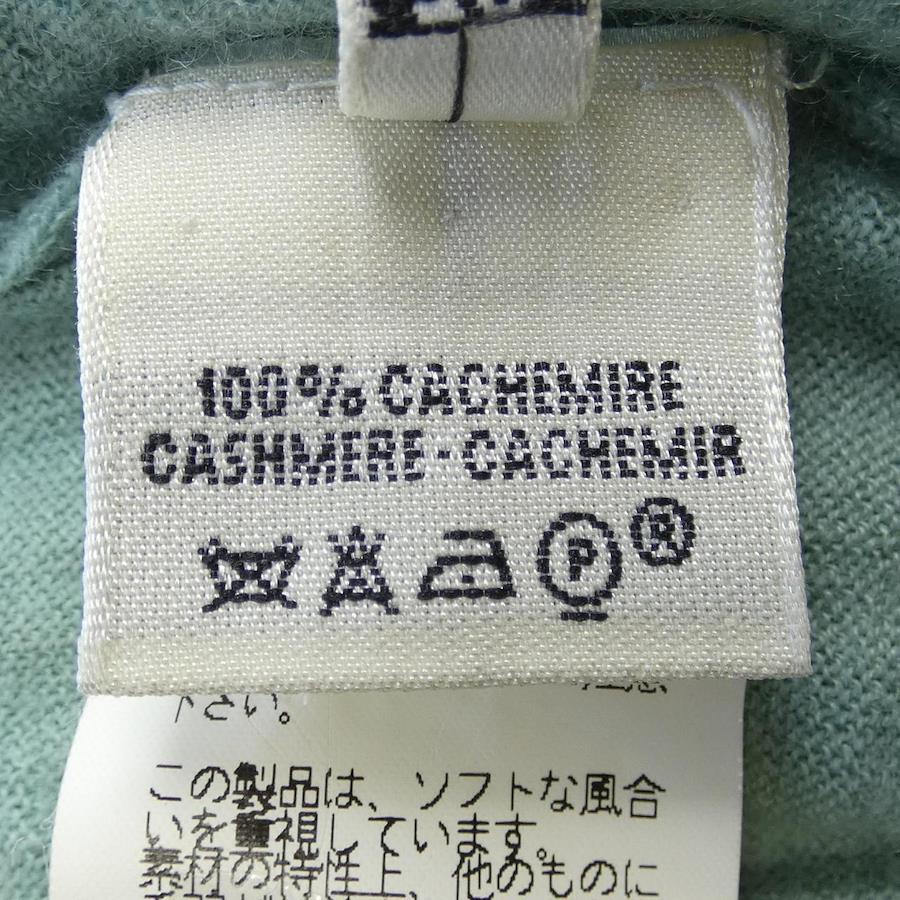 100% CACHEMIRE
CASHMERE·CACHEMIR
P ®
下さい。
この製品は、ソフトな風合
いを重視しています。
素材の特性上、他のものに